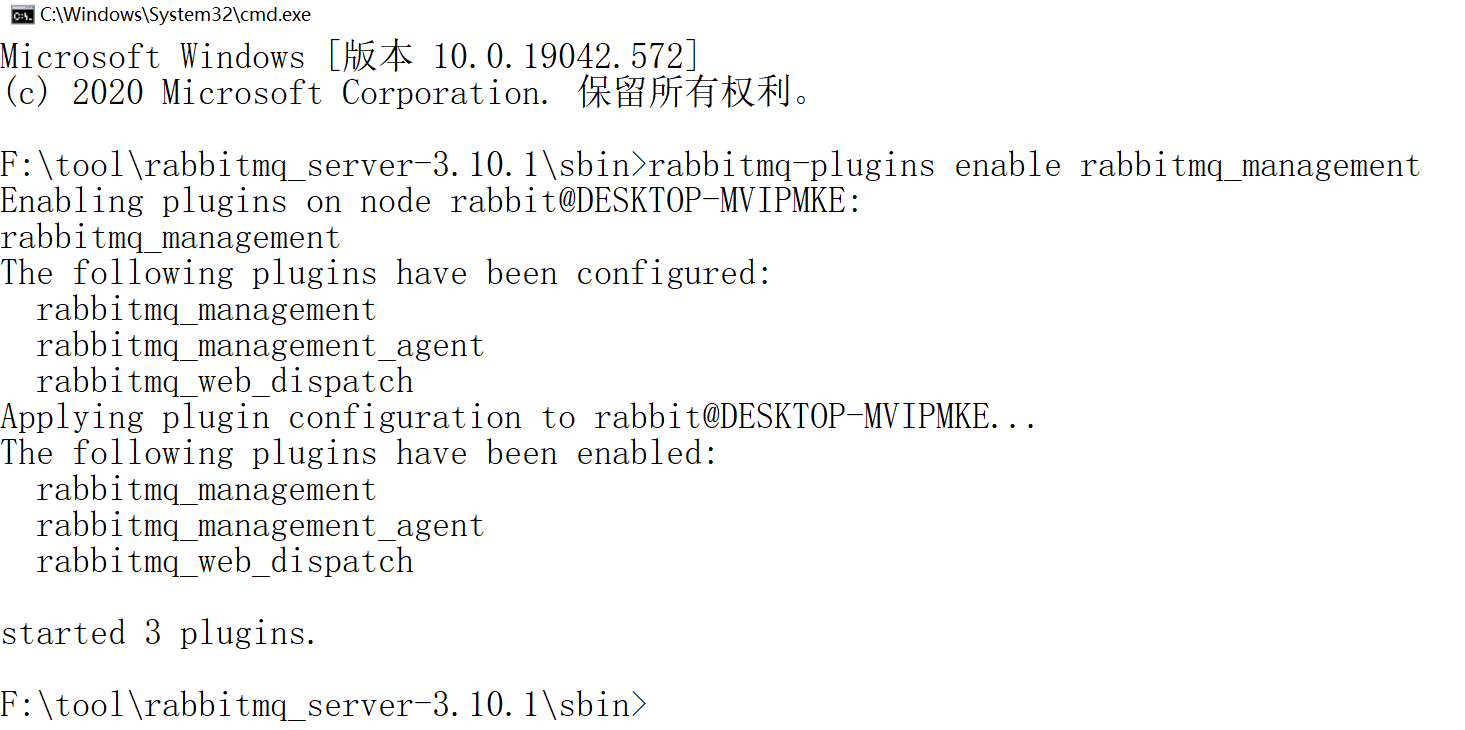 C:\Windows\System32\cmd.exe
Microsoft Windows [版本 10.0.19042.572]
(c) 2020 Microsoft Corporation. 保留所有权利。
F:\tool\rabbitmq_server-3.10.1\sbin>rabbitmq-plugins enable rabbitmq_management
Enabling plugins on node rabbit@DESKTOP-MVIPMKE:
rabbitmq_management
The following plugins have been configured:
  rabbitmq_management
  rabbitmq_management_agent
  rabbitmq_web_dispatch
Applying plugin configuration to rabbit@DESKTOP-MVIPMKE...
The following plugins have been enabled:
  rabbitmq_management
  rabbitmq_management_agent
  rabbitmq_web_dispatch
started 3 plugins.
F:\tool\rabbitmq_server-3.10.1\sbin>